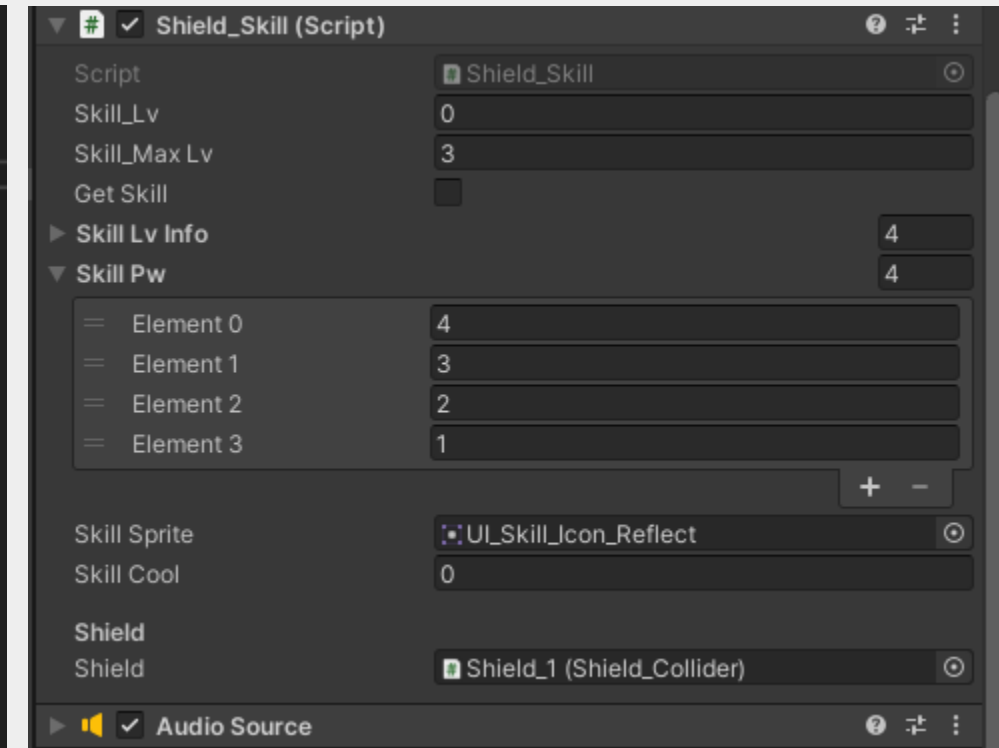 Shield_Skill (Script)
Script Shield_Skill
Skill_Lv 0
Skill_Max Lv 3
Get Skill
Skill Lv Info 4
Skill Pw 4
Element 0 4
Element 1 3
Element 2 2
Element 3 1
Skill Sprite UI_Skill_Icon_Reflect
Skill Cool 0
Shield
Shield Shield_1 (Shield_Collider)
Audio Source